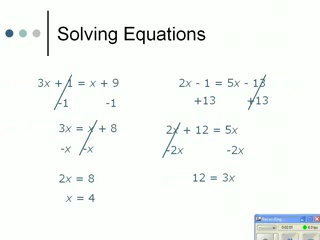 Solving Equations
3x + 1 = x + 9
-1 -1
3x = x + 8
-x -x
2x = 8
x = 4
2x - 1 = 5x - 13
+13 +13
2x + 12 = 5x
-2x -2x
12 = 3x